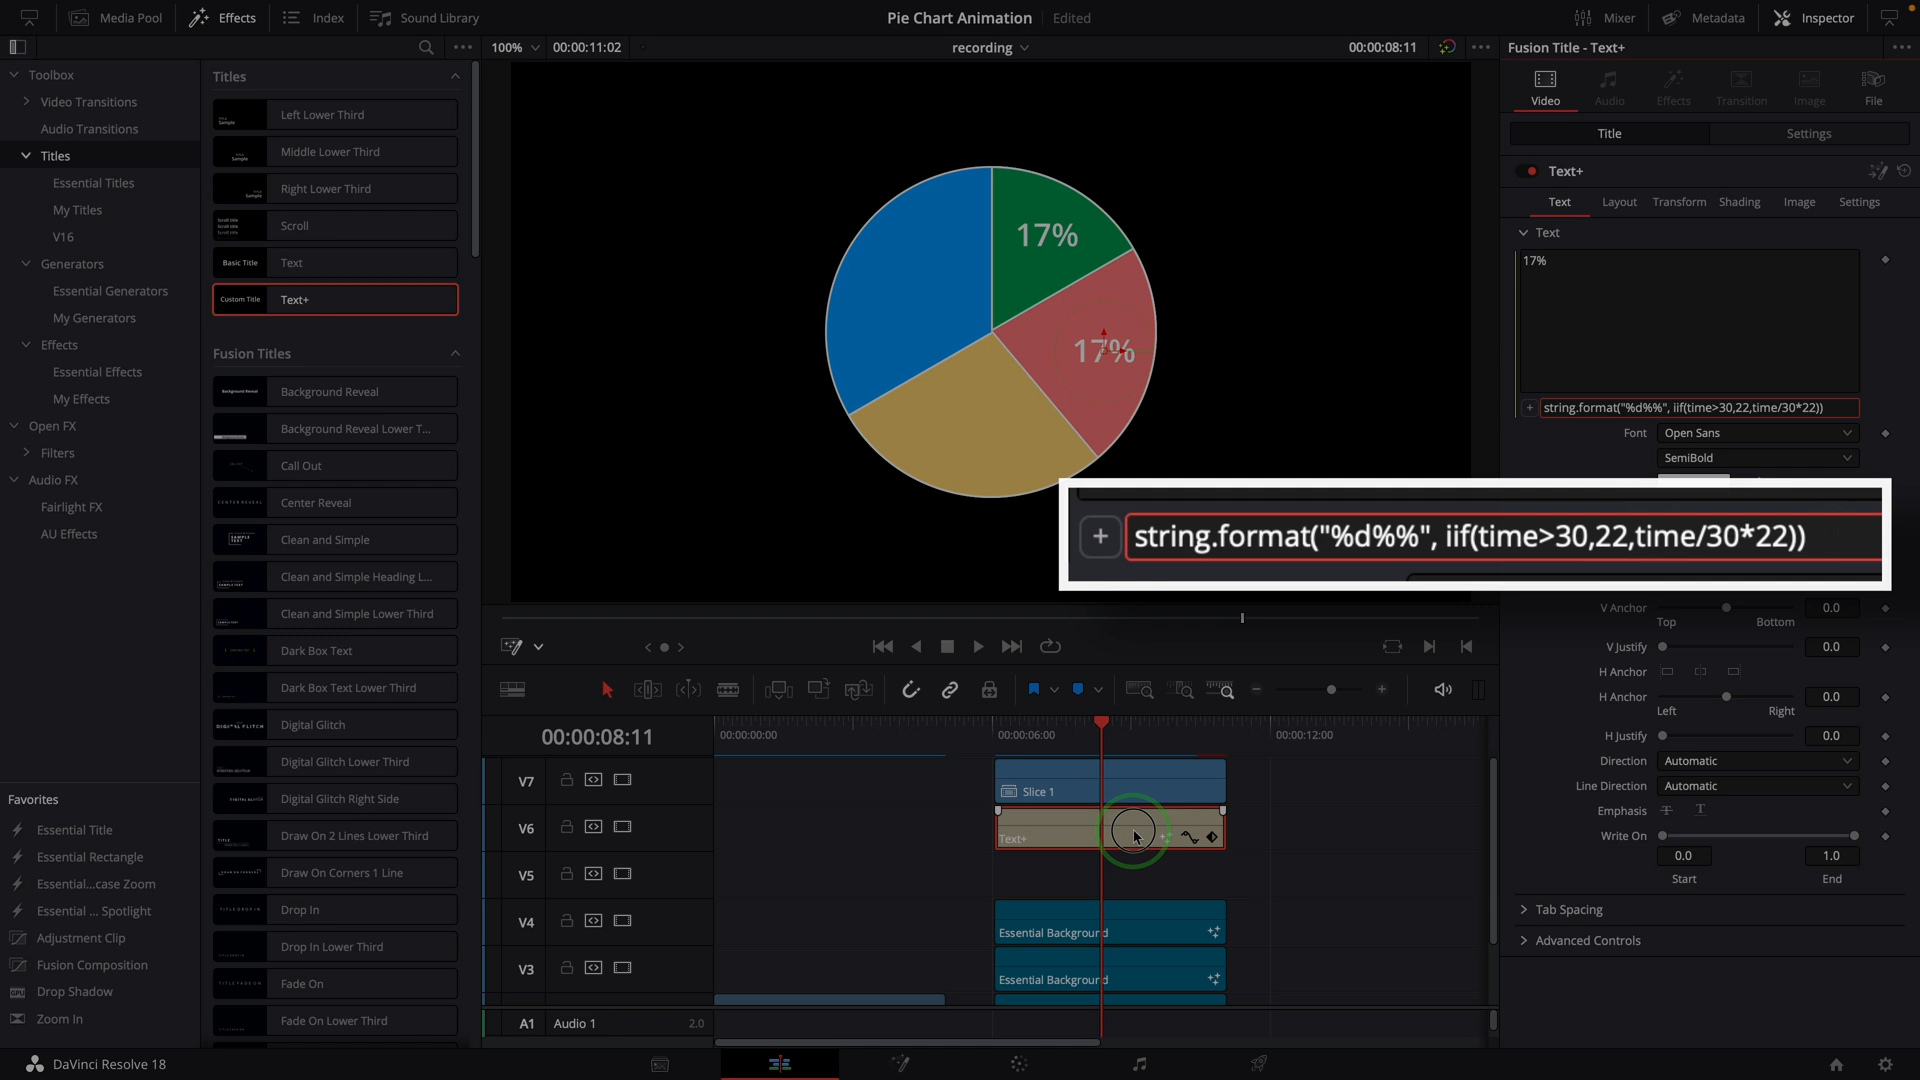 Media Pool
Effects
Index
Sound Library
Pie Chart Animation
Edited
Mixer
Metadata
Inspector
100%
00:00:11:02
recording
00:00:08:11
Fusion Title - Text+
Toolbox
Video Transitions
Audio Transitions
Titles
Essential Titles
My Titles
V16
Generators
Essential Generators
My Generators
Effects
Essential Effects
My Effects
Open FX
Filters
Audio FX
Fairlight FX
AU Effects
Favorites
Essential Title
Essential Rectangle
Essential...case Zoom
Essential ... Spotlight
Adjustment Clip
Fusion Composition
Drop Shadow
Zoom In
Titles
Left Lower Third
Middle Lower Third
Right Lower Third
Scroll
Basic Title
Text
Custom Title
Text+
Fusion Titles
Background Reveal
Background Reveal Lower T...
Call Out
Center Reveal
Clean and Simple
Clean and Simple Heading L...
Clean and Simple Lower Third
Dark Box Text
Dark Box Text Lower Third
Digital Glitch
Digital Glitch Lower Third
Digital Glitch Right Side
Draw On 2 Lines Lower Third
Draw On Corners 1 Line
Drop In
Drop In Lower Third
Fade On
Fade On Lower Third
17%
17%
Video
Audio
Effects
Transition
Image
File
Title
Settings
Text+
Text
Layout
Transform
Shading
Image
Settings
Text
17%
string.format("%d%%", iif(time>30,22,time/30*22))
Font
Open Sans
SemiBold
string.format("%d%%", iif(time>30,22,time/30*22))
V Anchor
0.0
Top
Bottom
V Justify
0.0
H Anchor
H Anchor
0.0
Left
Right
H Justify
0.0
Direction
Automatic
Line Direction
Automatic
Emphasis
Write On
0.0
1.0
Start
End
Tab Spacing
Advanced Controls
00:00:08:11
00:00:00:00
00:00:06:00
00:00:12:00
V7
Slice 1
V6
Text+
V5
V4
Essential Background
V3
Essential Background
A1
Audio 1
2.0
DaVinci Resolve 18